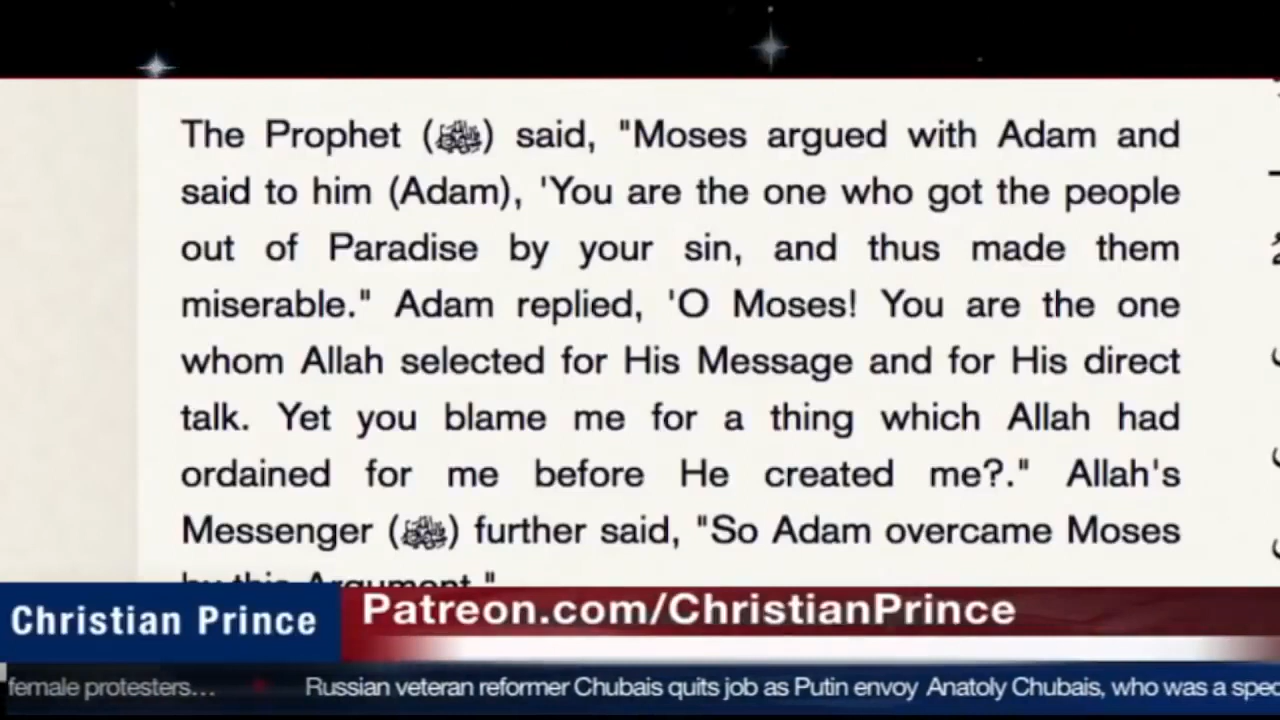 The Prophet (ﷺ) said, "Moses argued with Adam and
said to him (Adam), 'You are the one who got the people
out of Paradise by your sin, and thus made them
miserable." Adam replied, 'O Moses! You are the one
whom Allah selected for His Message and for His direct
talk. Yet you blame me for a thing which Allah had
ordained for me before He created me?." Allah's
Messenger (ﷺ) further said, "So Adam overcame Moses
by this Argument."
Christian Prince
Patreon.com/ChristianPrince
female protesters... Russian veteran reformer Chubais quits job as Putin envoy Anatoly Chubais, who was a spec